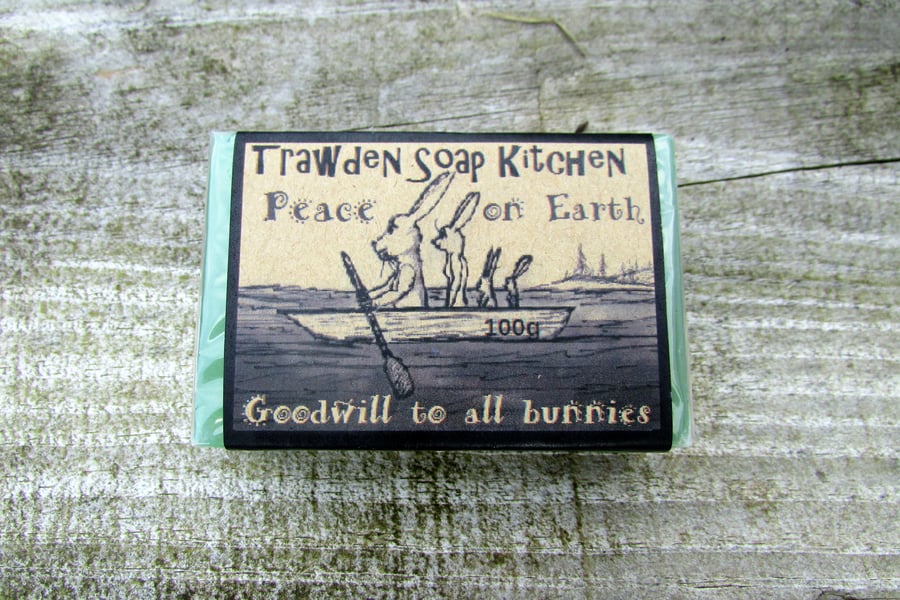 Trawden Soap Kitchen
Peace on Earth
100g
Goodwill to all bunnies